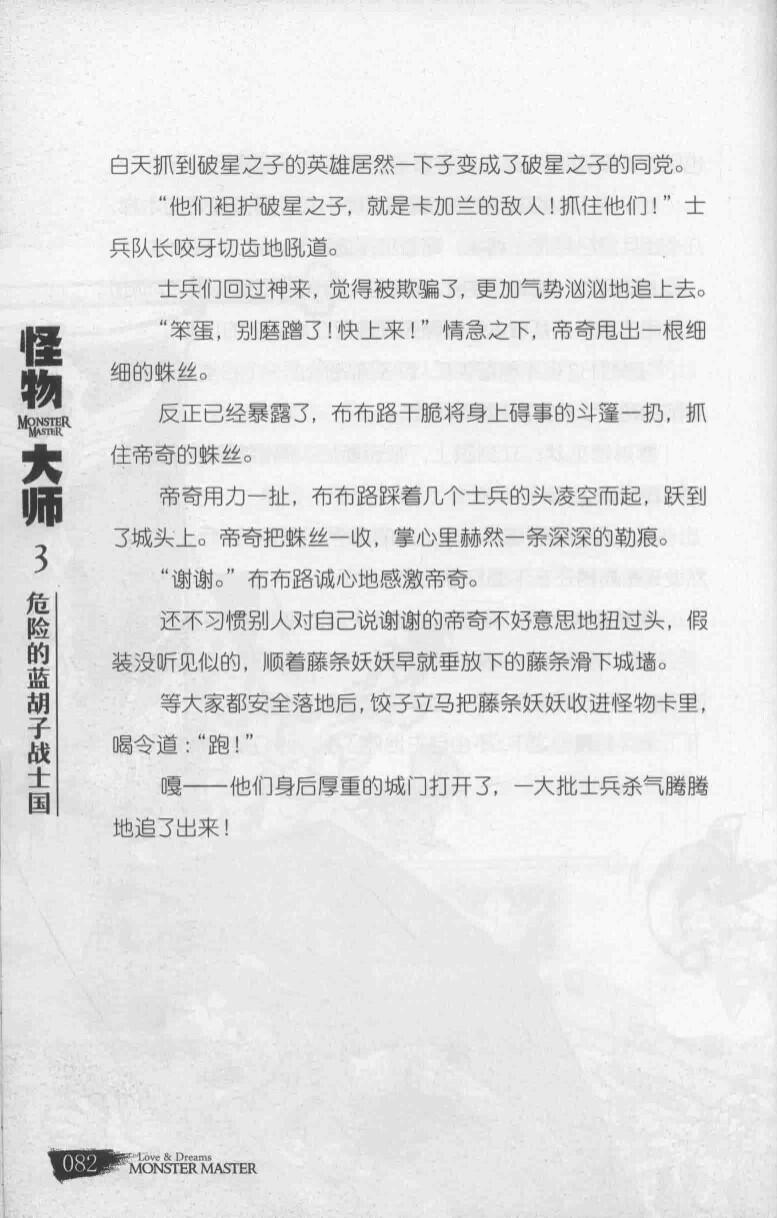 白天抓到破星之子的英雄居然一下子变成了破星之子的同党。
“他们袒护破星之子，就是卡加兰的敌人！抓住他们！”士
兵队长咬牙切齿地吼道。
士兵们回过神来，觉得被欺骗了，更加气势汹汹地追上去。
“笨蛋，别磨蹭了！快上来！”情急之下，帝奇甩出一根细
细的蛛丝。
反正已经暴露了，布布路干脆将身上碍事的斗篷一扔，抓
住帝奇的蛛丝。
帝奇用力一扯，布布路踩着几个士兵的头凌空而起，跃到
了城头上。帝奇把蛛丝一收，掌心里赫然一条深深的勒痕。
“谢谢。”布布路诚心地感激帝奇。
还不习惯别人对自己说谢谢的帝奇不好意思地扭过头，假
装没听见似的，顺着藤条妖妖早就垂放下的藤条滑下城墙。
等大家都安全落地后，饺子立马把藤条妖妖收进怪物卡里，
喝令道：“跑！”
嘎——他们身后厚重的城门打开了，一大批士兵杀气腾腾
地追了出来！
怪物
MONSTER
MASTER
大师
3
危险的蓝胡子战士国
082
Love & Dreams
MONSTER MASTER